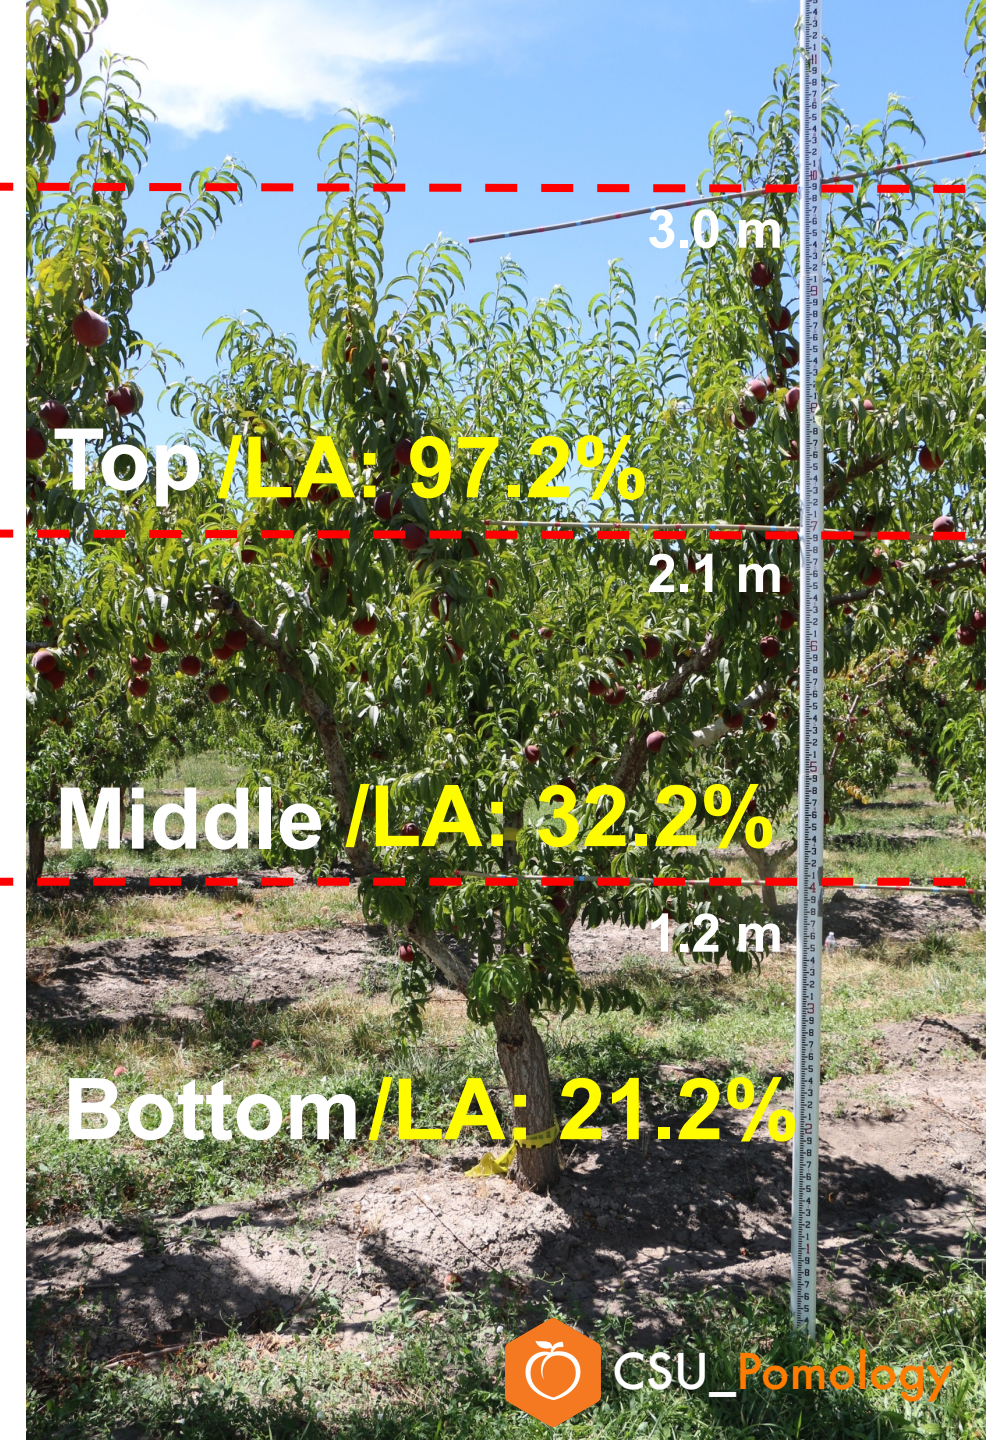 3.0 m
Top /LA: 97.2%
2.1 m
Middle /LA: 32.2%
1.2 m
Bottom /LA: 21.2%
CSU_Pomology